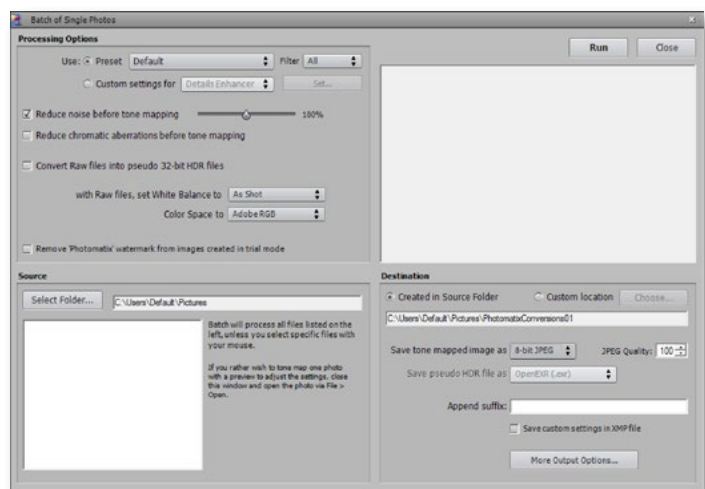 Batch of Single Photos
Processing Options
Use: Preset Default Filter All
Custom settings for Details Enhancer Set...
Reduce noise before tone mapping 100%
Reduce chromatic aberrations before tone mapping
Convert Raw files into pseudo 32-bit HDR files
with Raw files, set White Balance to As Shot
Color Space to Adobe RGB
Remove 'Photomatix' watermark from images created in trial mode
Run Close
Source
Select Folder... C:\Users\Default\Pictures
Batch will process all files listed on the
left, unless you select specific files with
your mouse.
If you rather wish to tone map one photo
with a preview to adjust the settings, close
this window and open the photo via File >
Open.
Destination
Created in Source Folder Custom location Choose...
C:\Users\Default\Pictures\PhotomatixConversions01
Save tone mapped image as 8-bit JPEG JPEG Quality: 100
Save pseudo HDR file as OpenEXR (.exr)
Append suffix:
Save custom settings in XMP file
More Output Options...